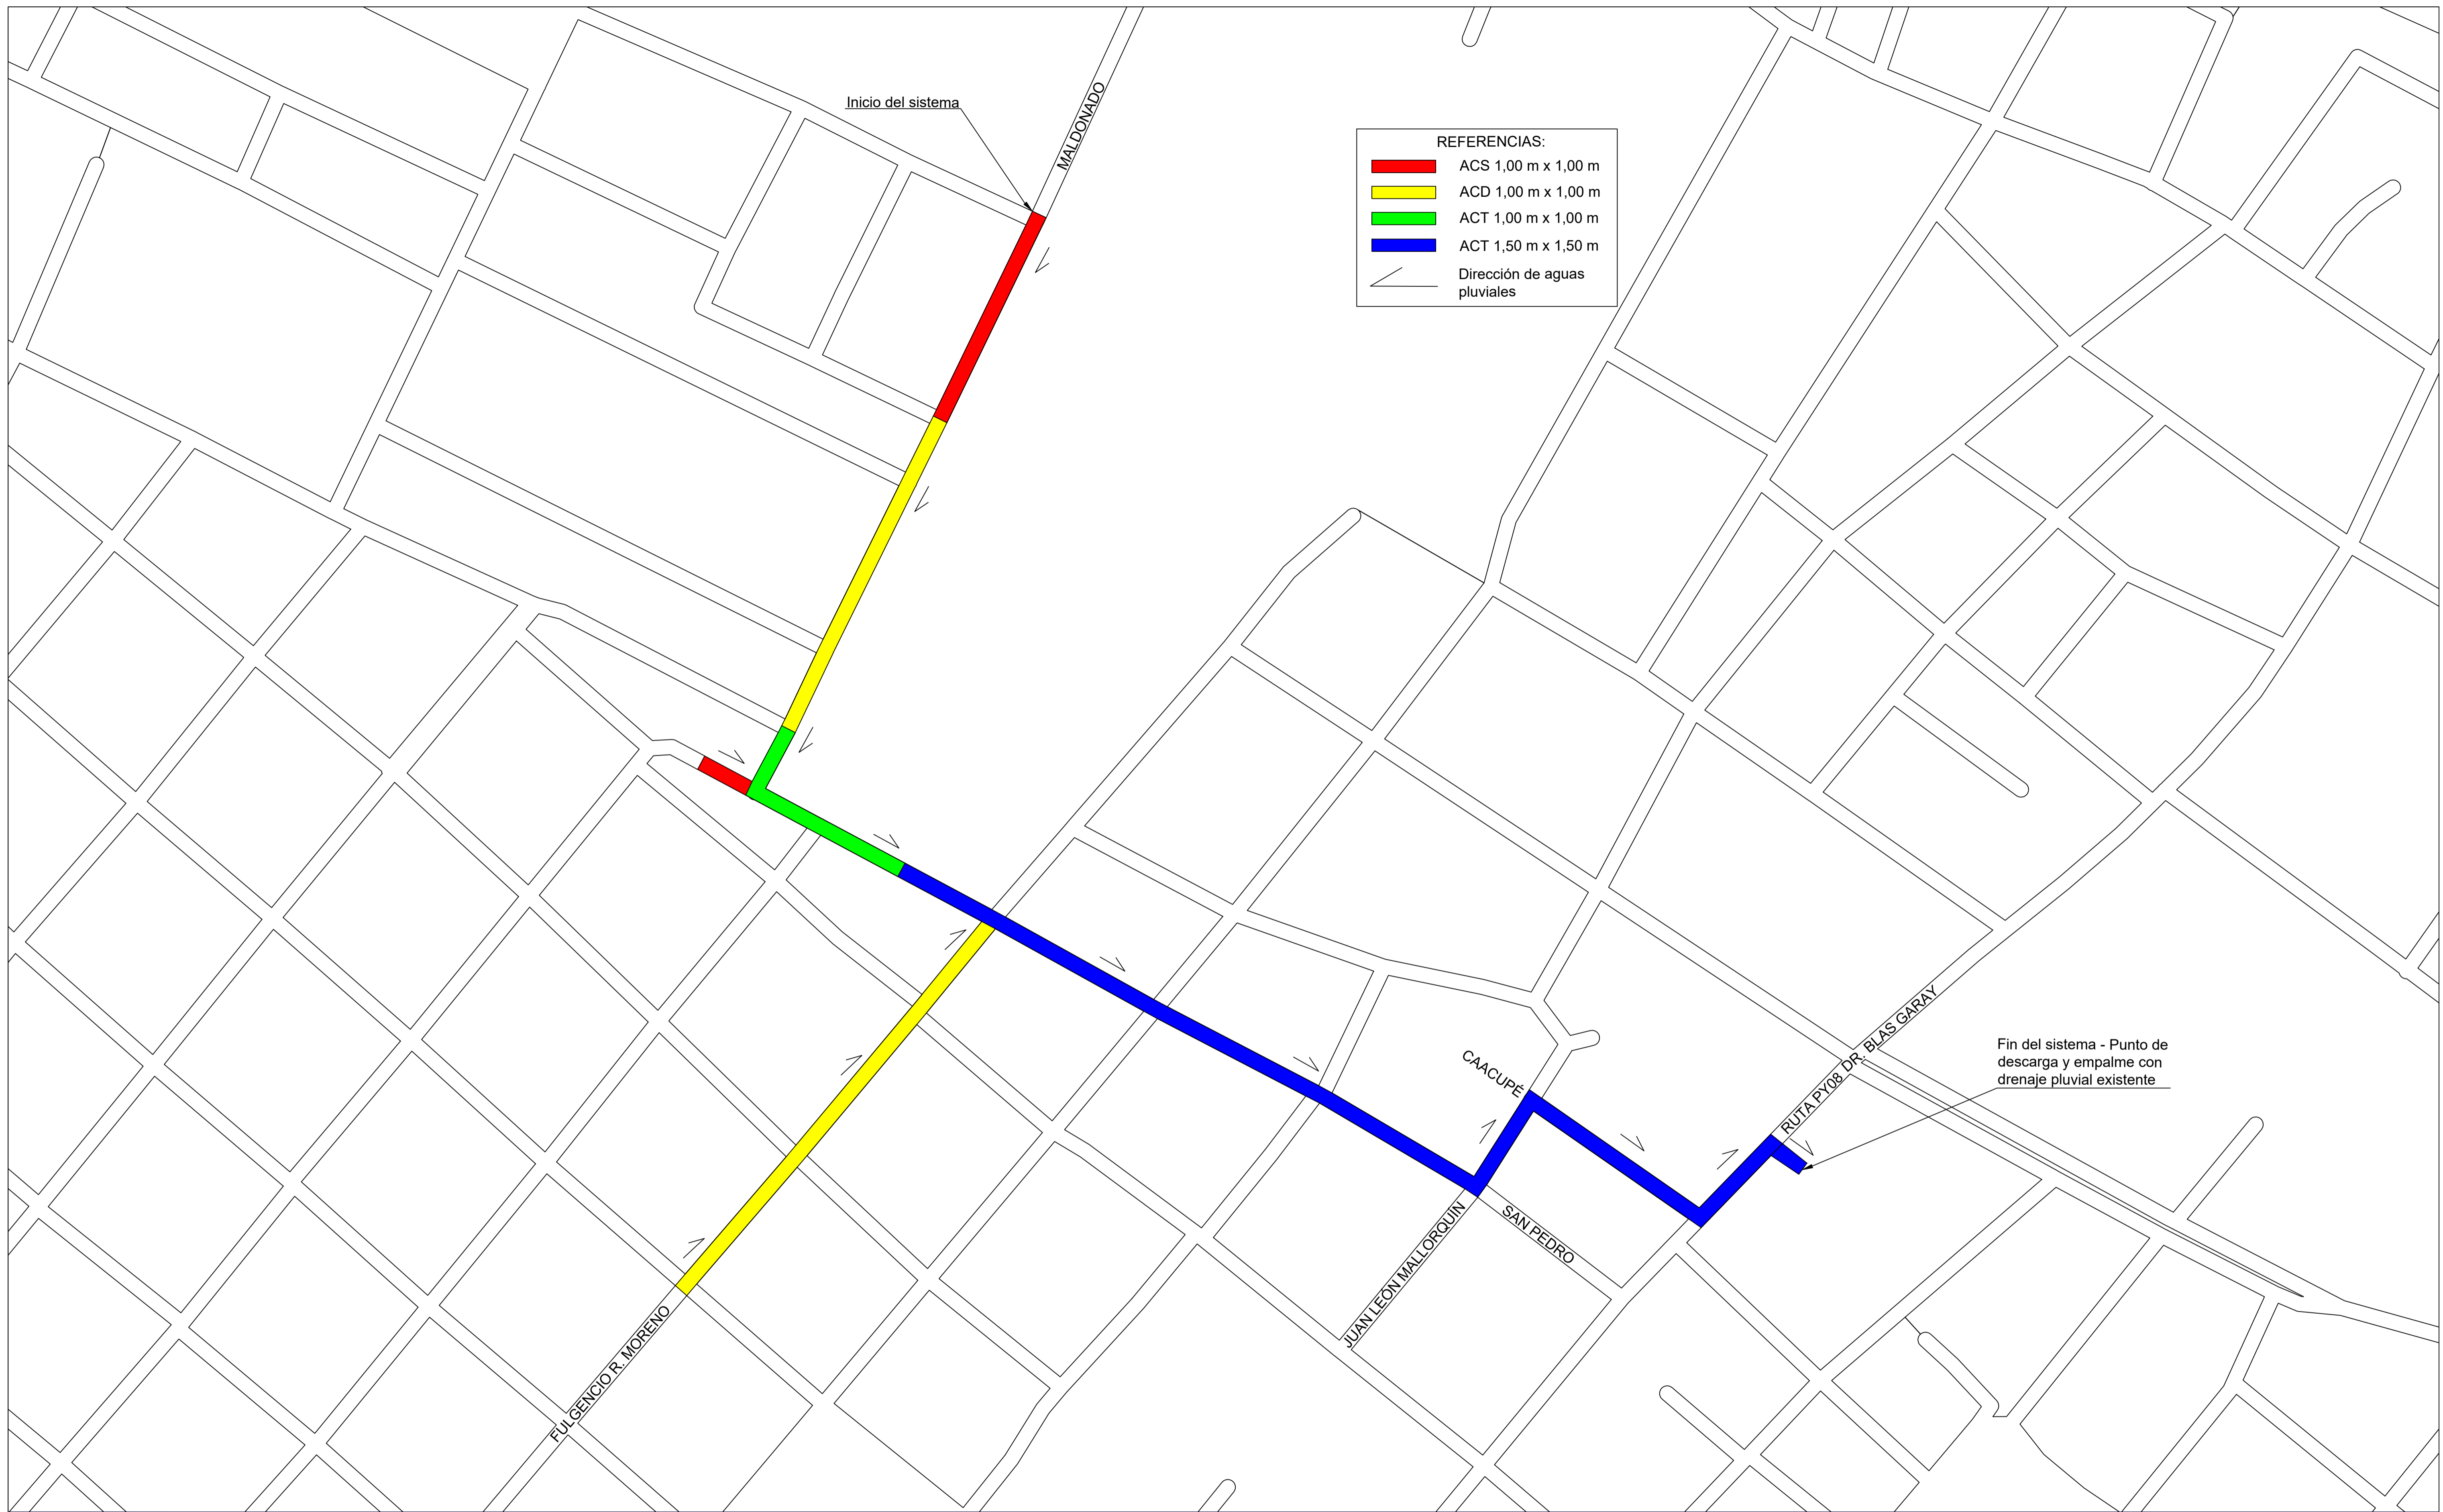 Inicio del sistema
MALDONADO
REFERENCIAS:
ACS 1,00 m x 1,00 m
ACD 1,00 m x 1,00 m
ACT 1,00 m x 1,00 m
ACT 1,50 m x 1,50 m
Dirección de aguas
pluviales
CAACUPÉ
RUTA PY08 DR. BLAS GARAY
Fin del sistema - Punto de
descarga y empalme con
drenaje pluvial existente
SAN PEDRO
JUAN LEÓN MALLORQUIN
FULGENCIO R. MORENO